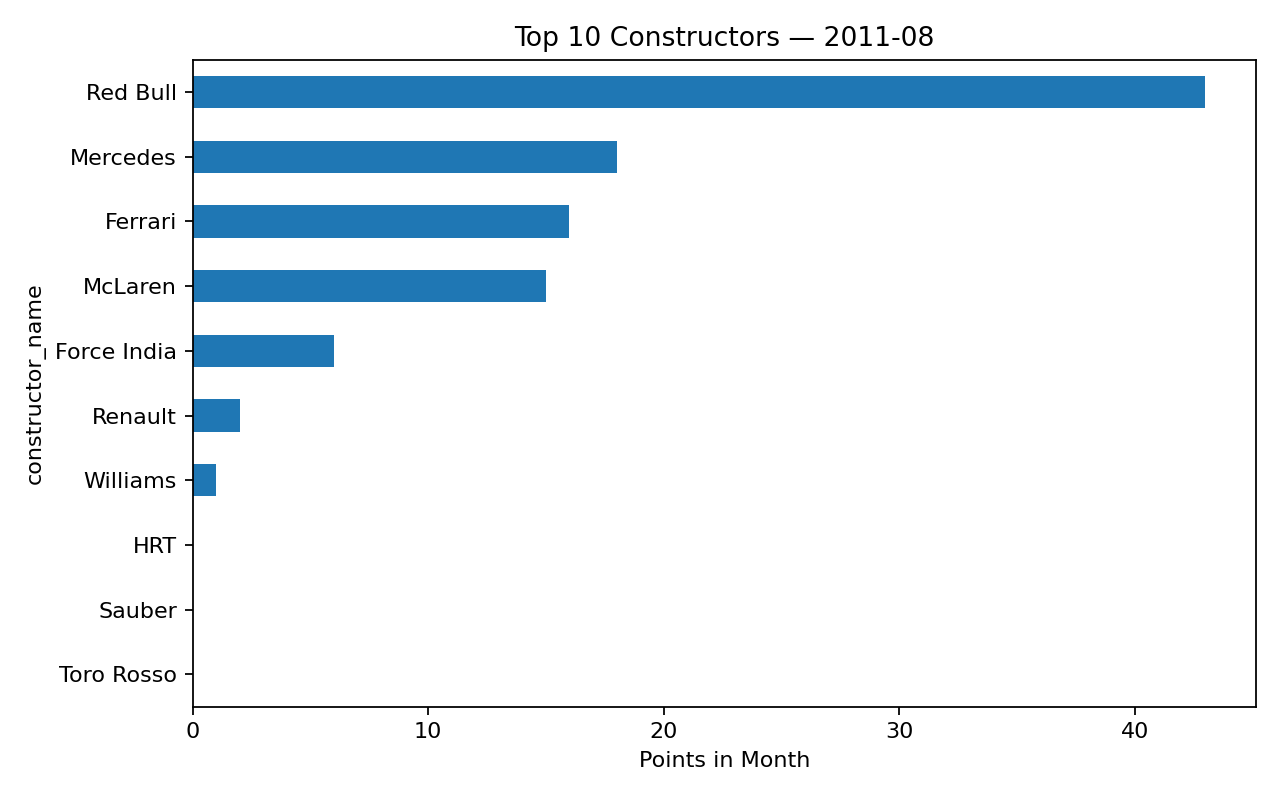 Top 10 Constructors — 2011-08
constructor_name
Red Bull
Mercedes
Ferrari
McLaren
Force India
Renault
Williams
HRT
Sauber
Toro Rosso
0 10 20 30 40
Points in Month